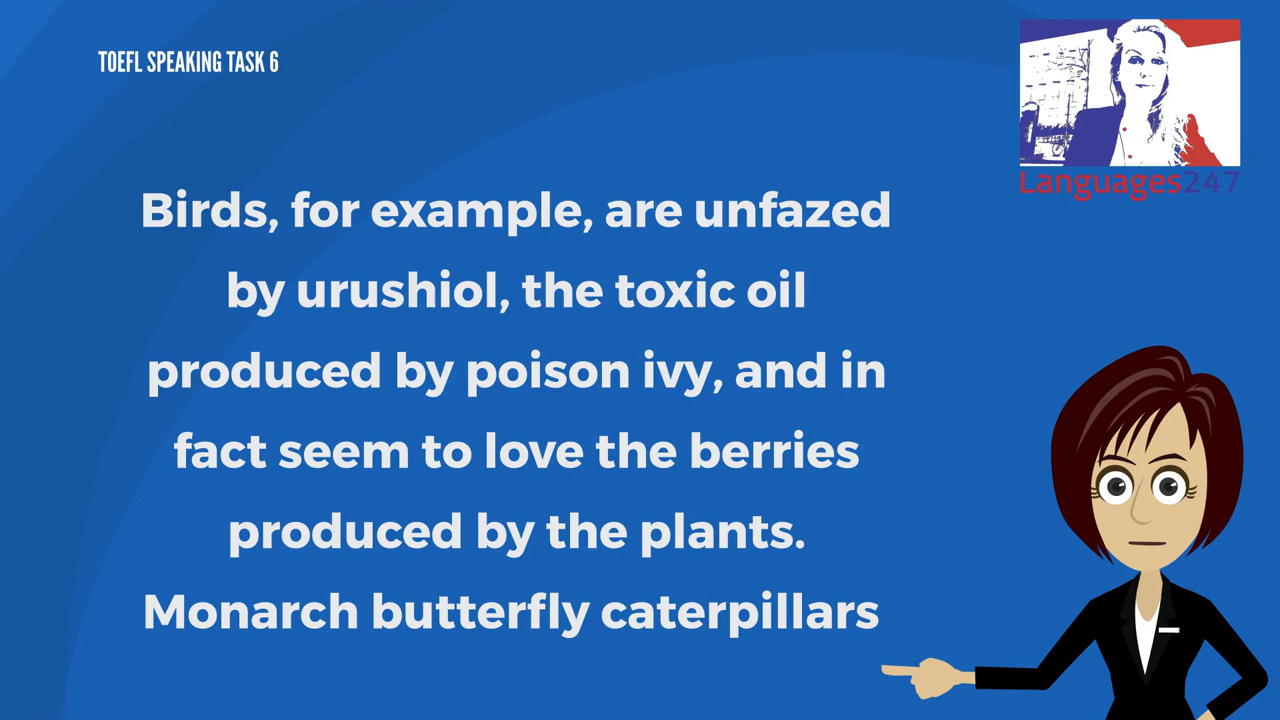 TOEFL SPEAKING TASK 6
Languages247
Birds, for example, are unfazed
by urushiol, the toxic oil
produced by poison ivy, and in
fact seem to love the berries
produced by the plants.
Monarch butterfly caterpillars